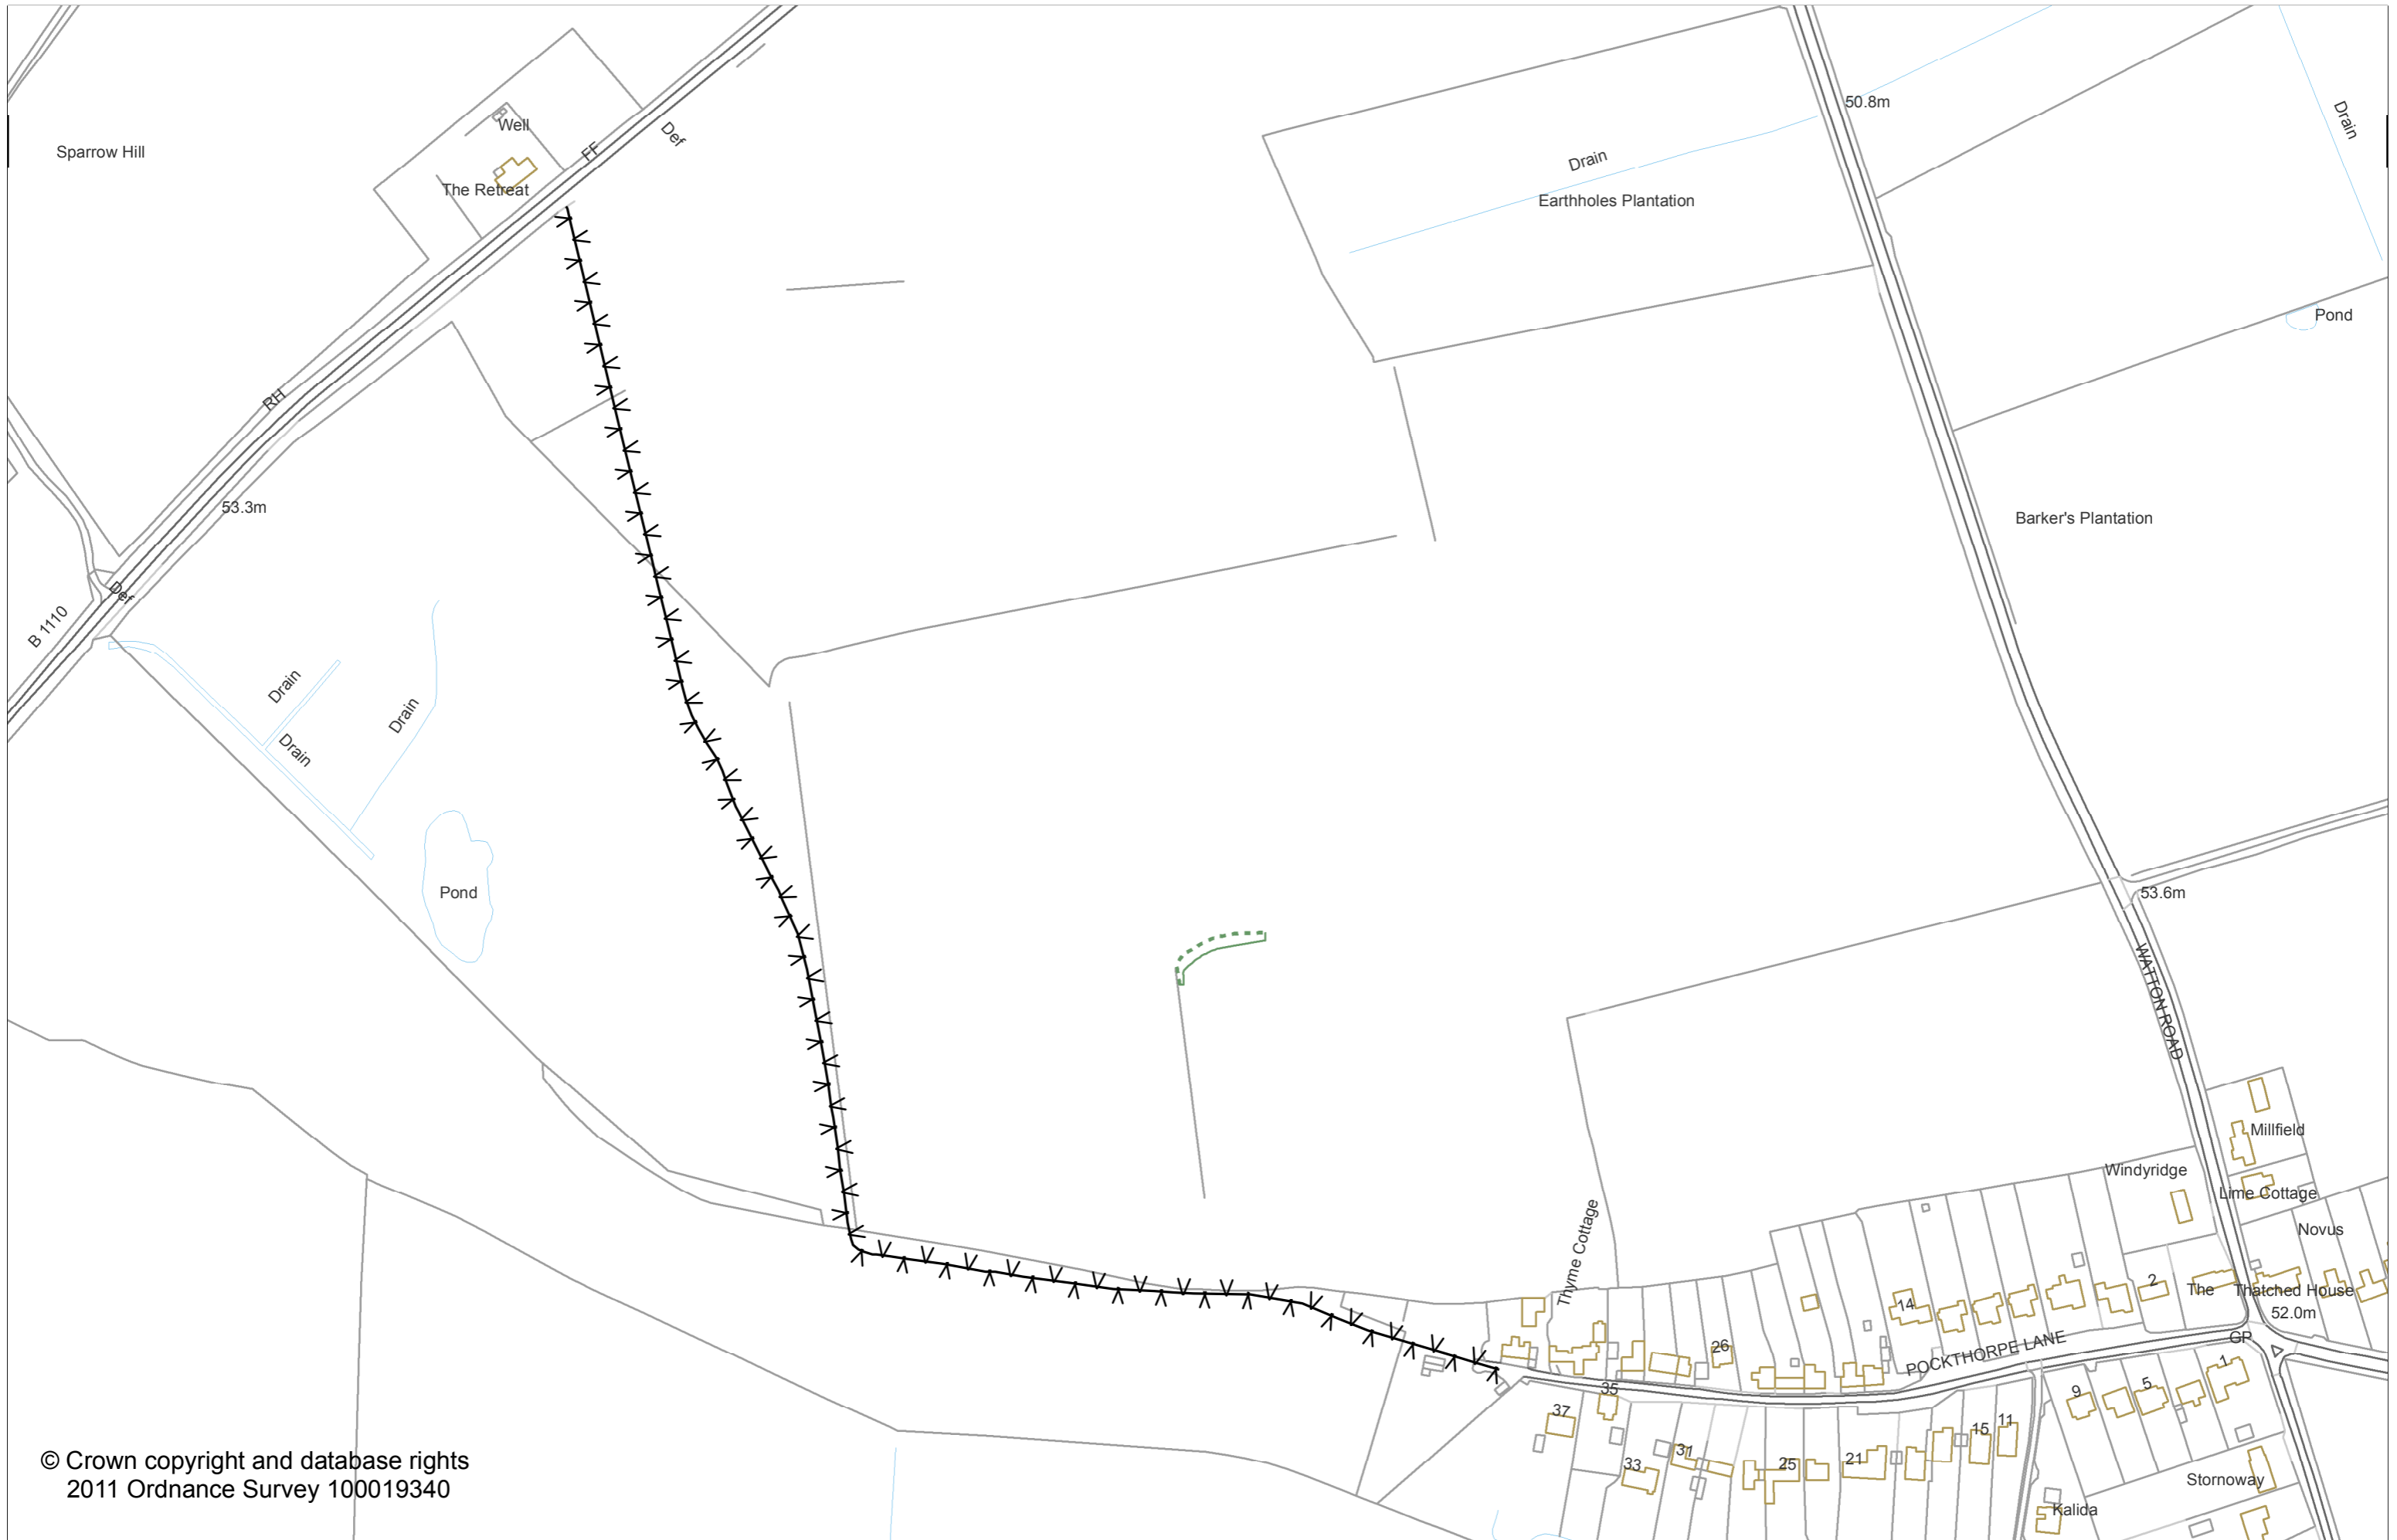 50.8m
Drain
Well
FF
Def
Sparrow Hill
Drain
The Retreat
Earthholes Plantation
Pond
RH
53.3m
Barker's Plantation
Def
B 1110
Drain
Drain
Drain
Pond
53.6m
WATTON ROAD
Millfield
Windyridge
Lime Cottage
Novus
Thyme Cottage
2
The Thatched House
14
52.0m
GP
26
POCKTHORPE LANE
1
35
9
5
37
15
11
31
33
25
21
Stornoway
Kalida
© Crown copyright and database rights
2011 Ordnance Survey 100019340